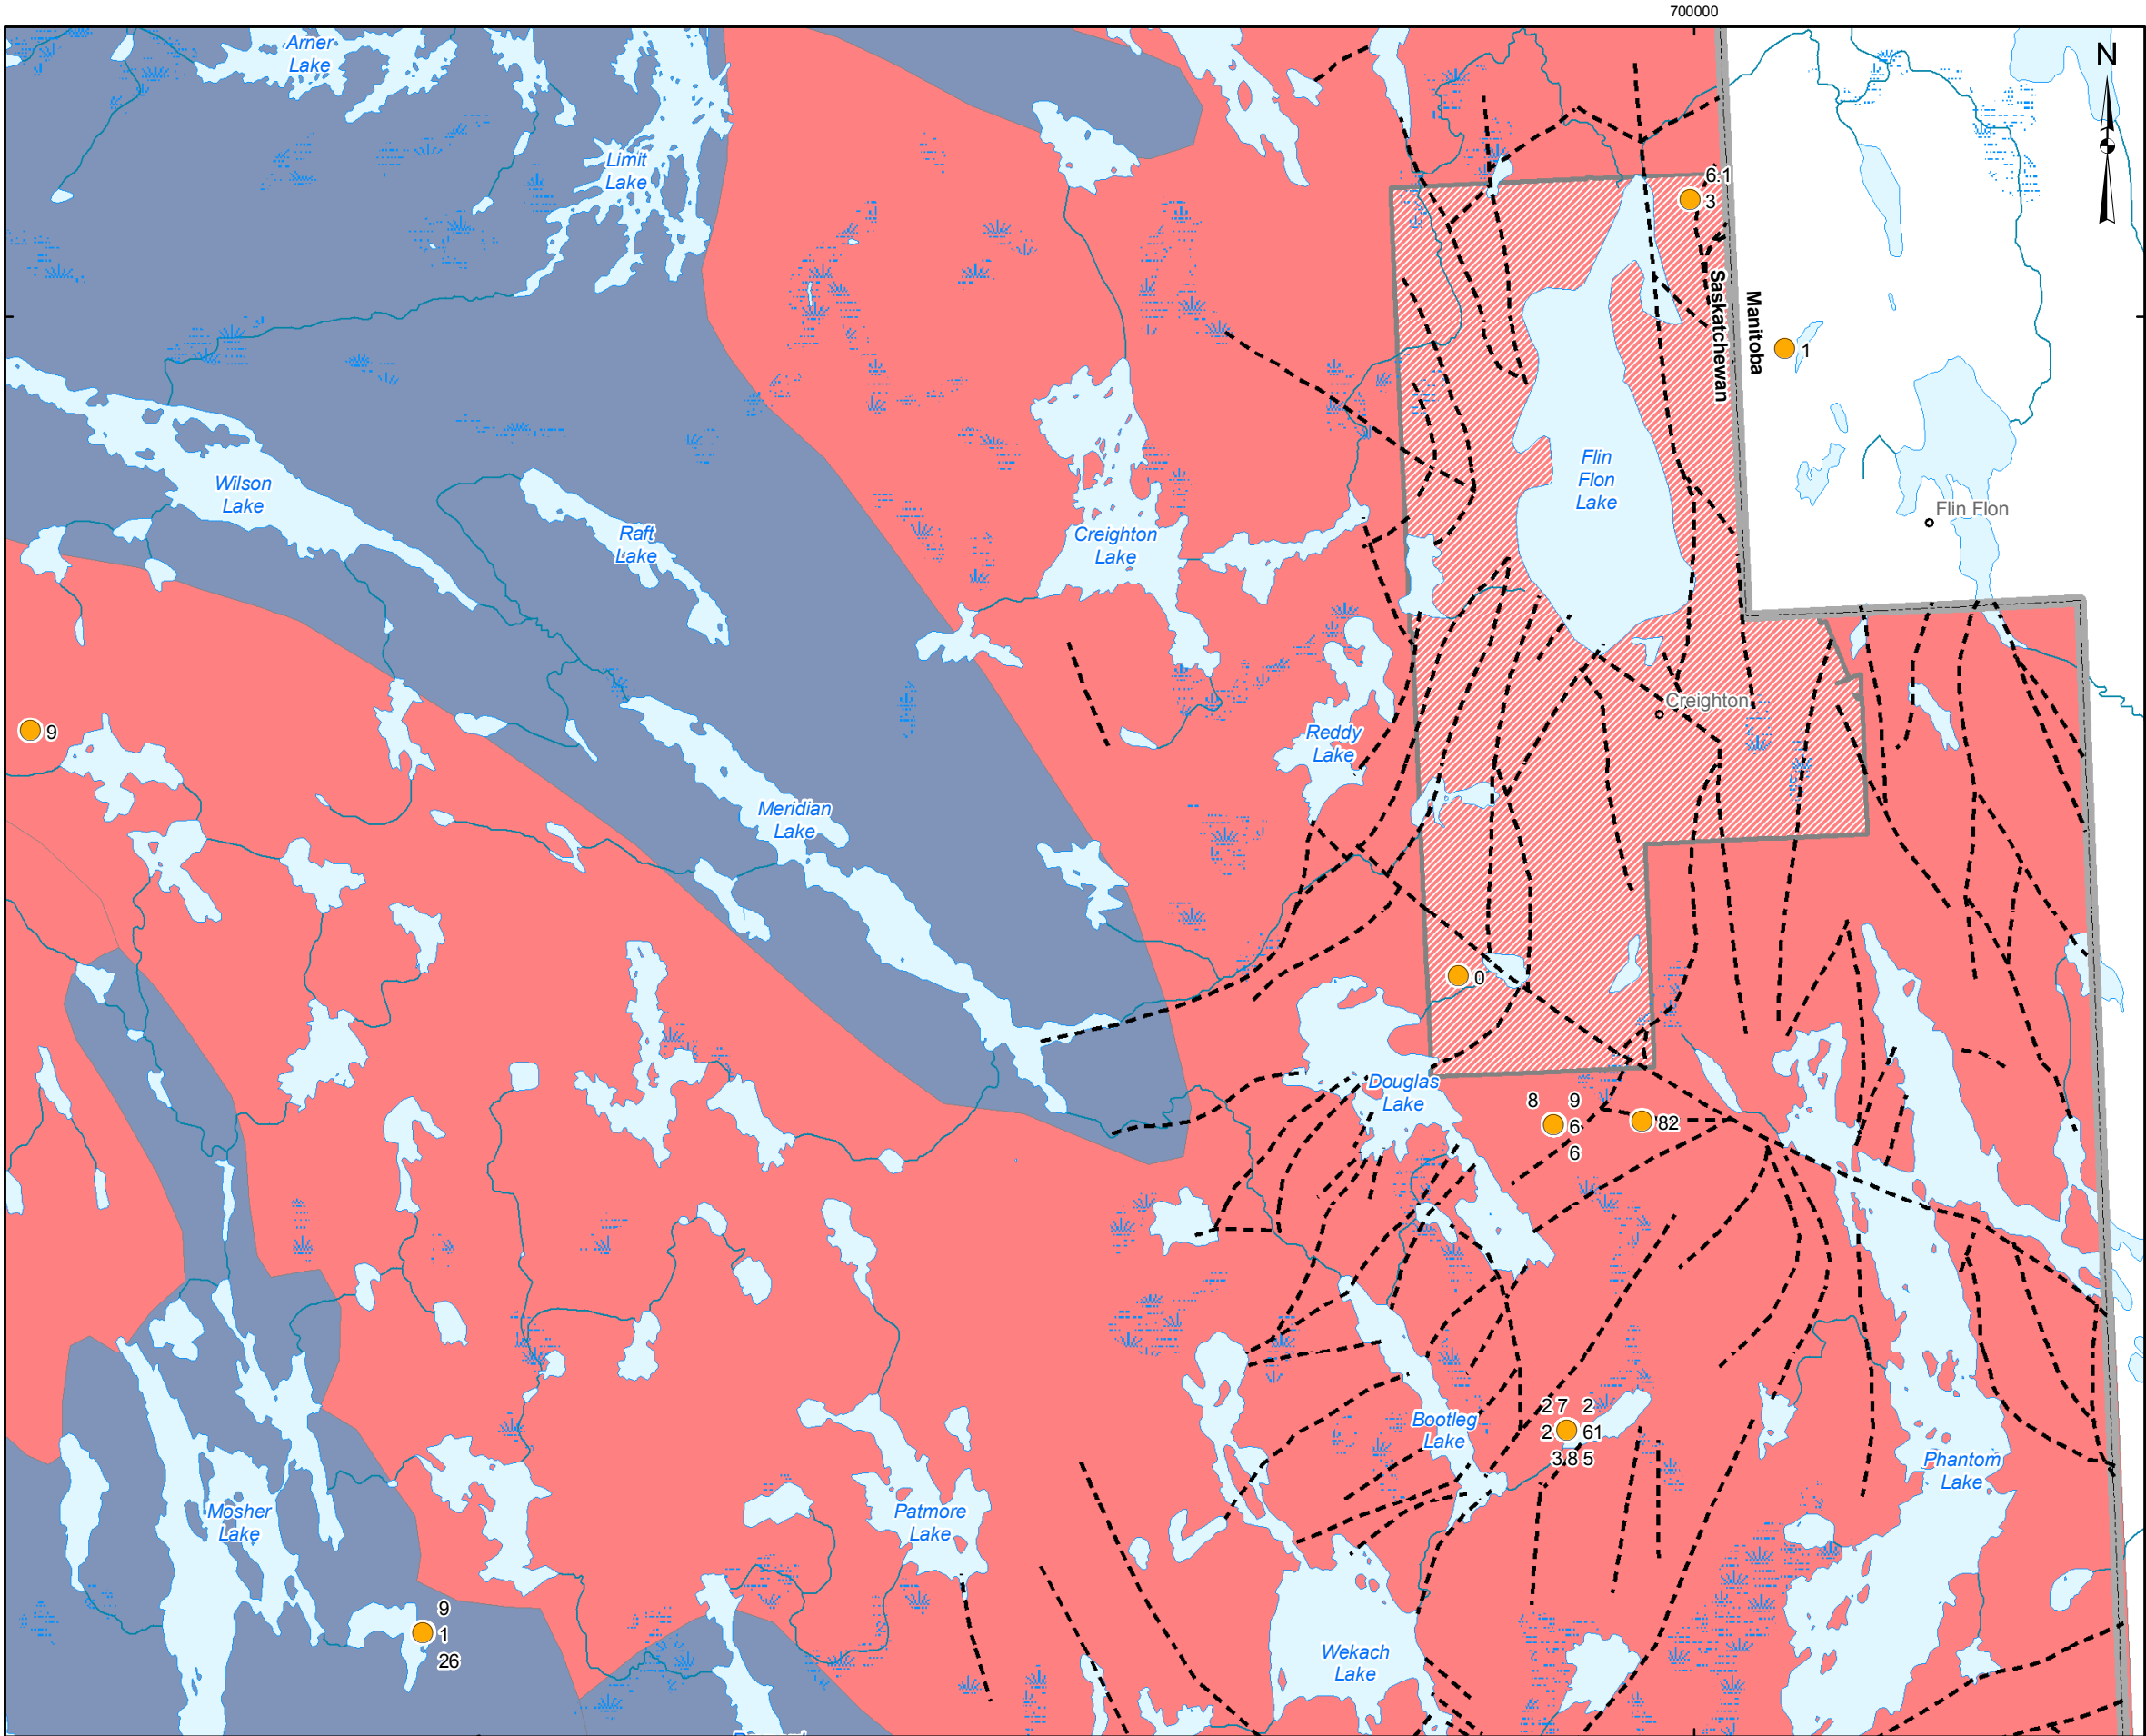 700000
Arner
Lake
N
Limit
Lake
6.1
3
Saskatchewan
Manitoba
1
Wilson
Lake
Flin
Flon
Lake
Flin Flon
Raft
Lake
Creighton
Lake
Creighton
9
Reddy
Lake
Meridian
Lake
0
Douglas
Lake
8 9
6
6
82
2 7 2
2 61
3 8 5
Bootleg
Lake
Phantom
Lake
Mosher
Lake
Patmore
Lake
9
1
26
Wekach
Lake